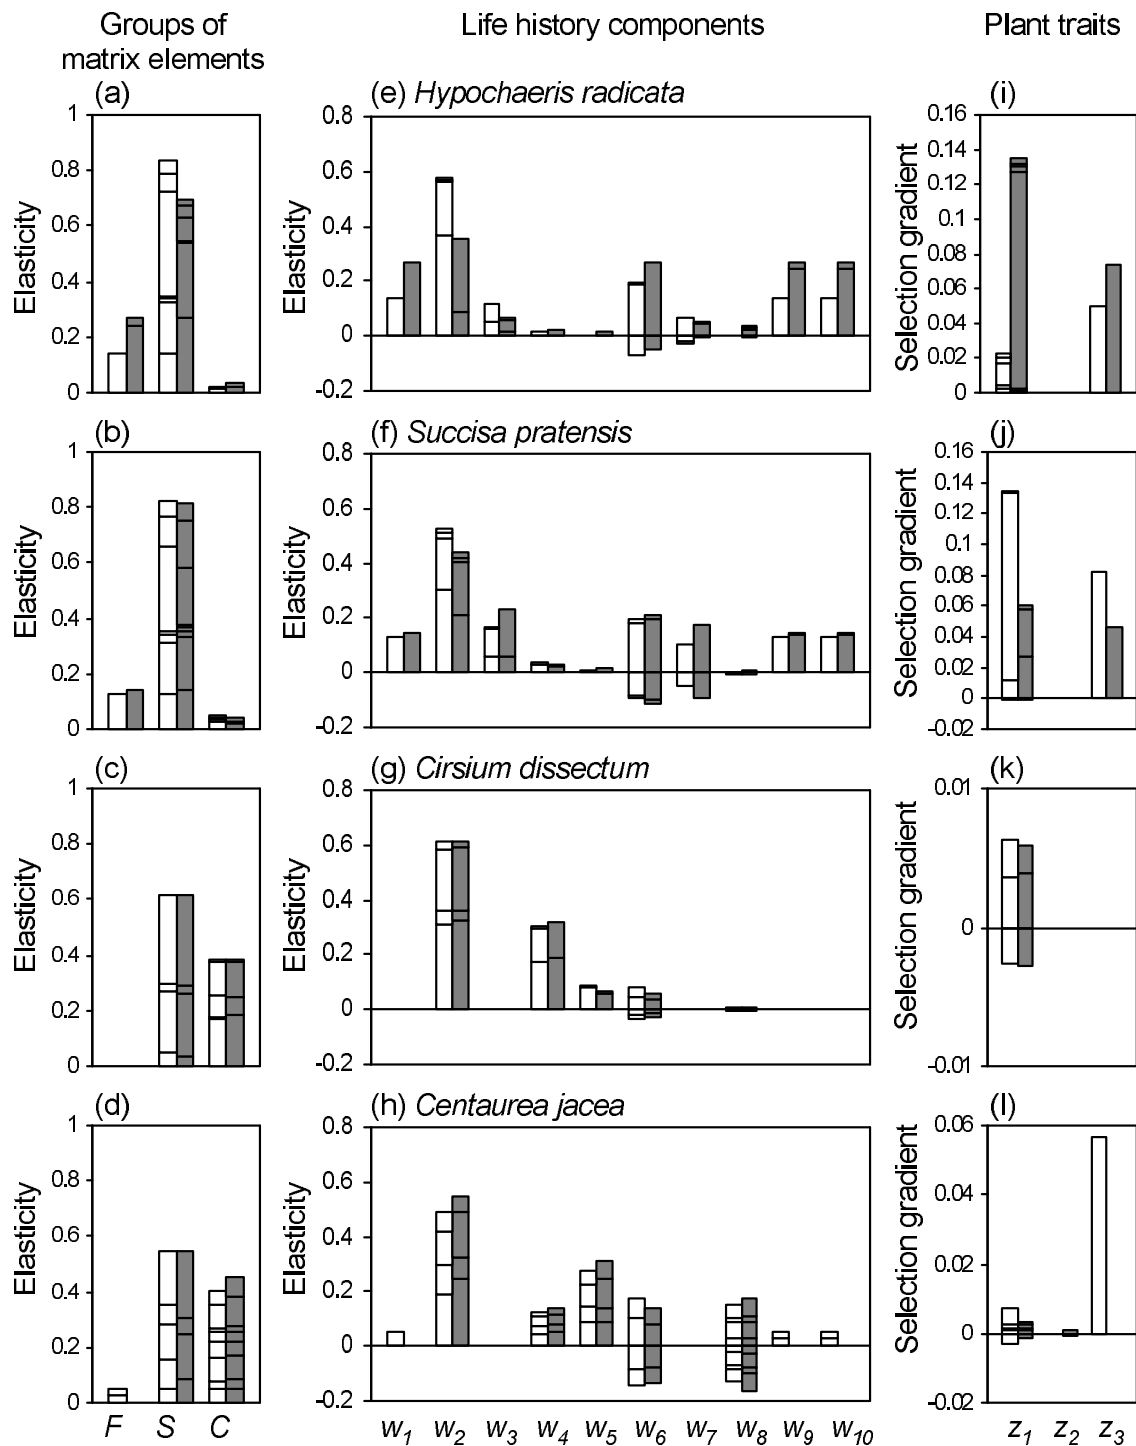 Groups of
matrix elements
Life history components
Plant traits
(a)
(e) Hypochaeris radicata
(i)
Elasticity
1
0.8
0.6
0.4
0.2
0
Elasticity
0.8
0.6
0.4
0.2
0
-0.2
Selection gradient
0.16
0.14
0.12
0.1
0.08
0.06
0.04
0.02
0
(b)
(f) Succisa pratensis
(j)
Elasticity
1
0.8
0.6
0.4
0.2
0
Elasticity
0.8
0.6
0.4
0.2
0
-0.2
Selection gradient
0.16
0.14
0.12
0.1
0.08
0.06
0.04
0.02
0
-0.02
(c)
(g) Cirsium dissectum
(k)
Elasticity
1
0.8
0.6
0.4
0.2
0
Elasticity
0.8
0.6
0.4
0.2
0
-0.2
Selection gradient
0.01
0
-0.01
(d)
(h) Centaurea jacea
(l)
Elasticity
1
0.8
0.6
0.4
0.2
0
Elasticity
0.8
0.6
0.4
0.2
0
-0.2
Selection gradient
0.06
0.04
0.02
0
-0.02
F S C
w1 w2 w3 w4 w5 w6 w7 w8 w9 w10
z1 z2 z3